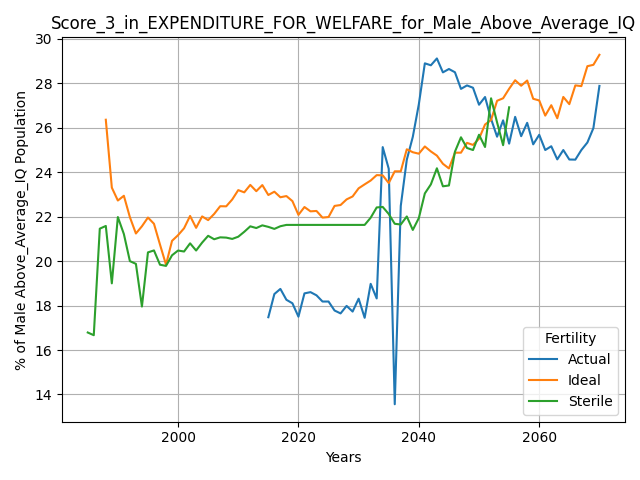 Score_3_in_EXPENDITURE_FOR_WELFARE_for_Male_Above_Average_IQ
% of Male Above_Average_IQ Population
30
28
26
24
22
20
18
16
14
2000
2020
2040
2060
Years
Fertility
Actual
Ideal
Sterile